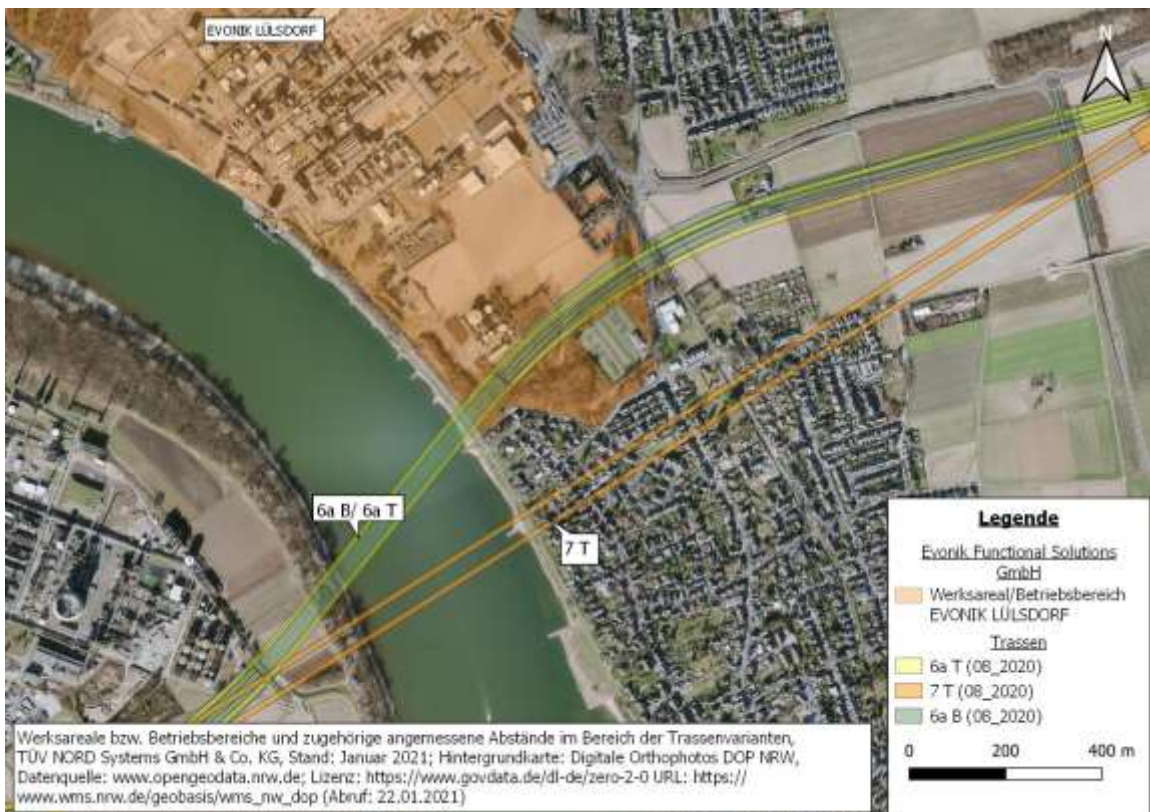 EVONIK LÜLSDORF
N
6a B/ 6a T
7 T
Legende
Evonik Functional Solutions
GmbH
Werksareal/Betriebsbereich
EVONIK LÜLSDORF
Trassen
6a T (08_2020)
7 T (08_2020)
6a B (08_2020)
0 200 400 m
Werksareale bzw. Betriebsbereiche und zugehörige angemessene Abstände im Bereich der Trassenvarianten,
TÜV NORD Systems GmbH & Co. KG, Stand: Januar 2021; Hintergrundkarte: Digitale Orthophotos DOP NRW,
Datenquelle: www.opengeodata.nrw.de; Lizenz: https://www.govdata.de/dl-de/zero-2-0 URL: https://
www.wms.nrw.de/geobasis/wms_nw_dop (Abruf: 22.01.2021)